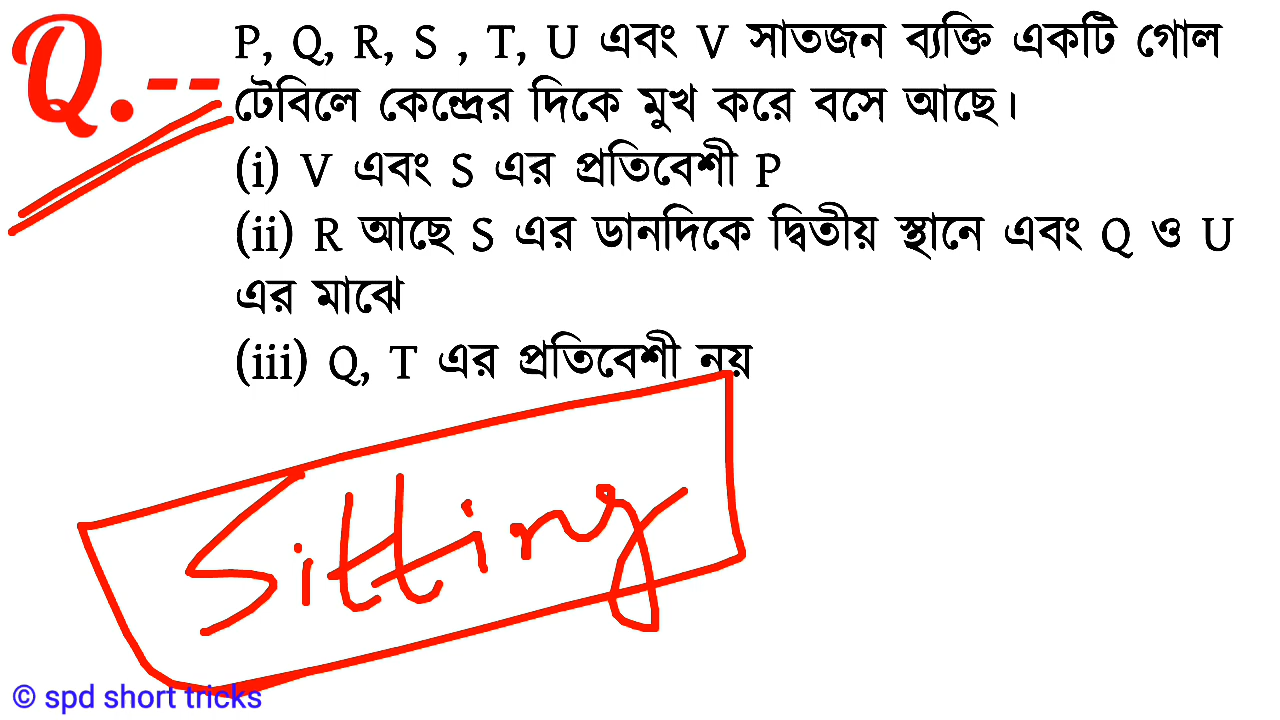 Q.--
P, Q, R, S , T, U এবং V সাতজন ব্যক্তি একটি গোল
টেবিলে কেন্দ্রের দিকে মুখ করে বসে আছে।
(i) V এবং S এর প্রতিবেশী P
(ii) R আছে S এর ডানদিকে দ্বিতীয় স্থানে এবং Q ও U
এর মাঝে
(iii) Q, T এর প্রতিবেশী নয়
Sitting
© spd short tricks